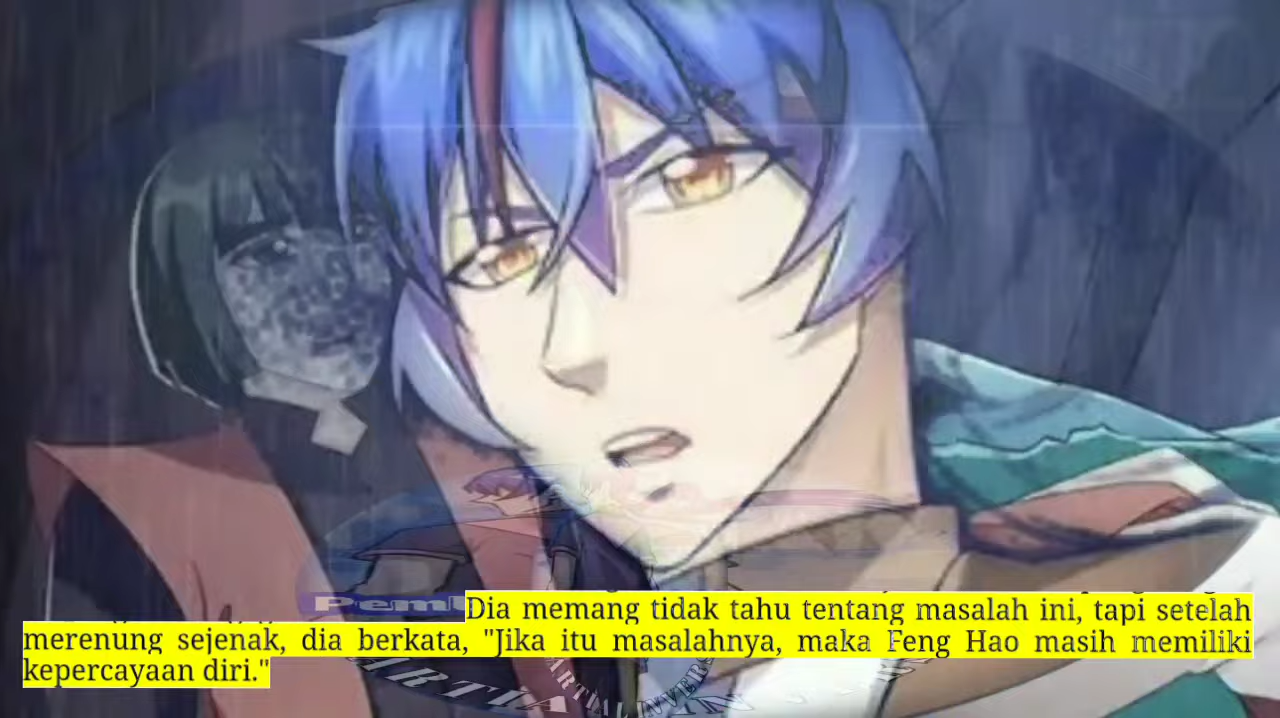 Dia memang tidak tahu tentang masalah ini, tapi setelah
merenung sejenak, dia berkata, "Jika itu masalahnya, maka Feng Hao masih memiliki
kepercayaan diri."